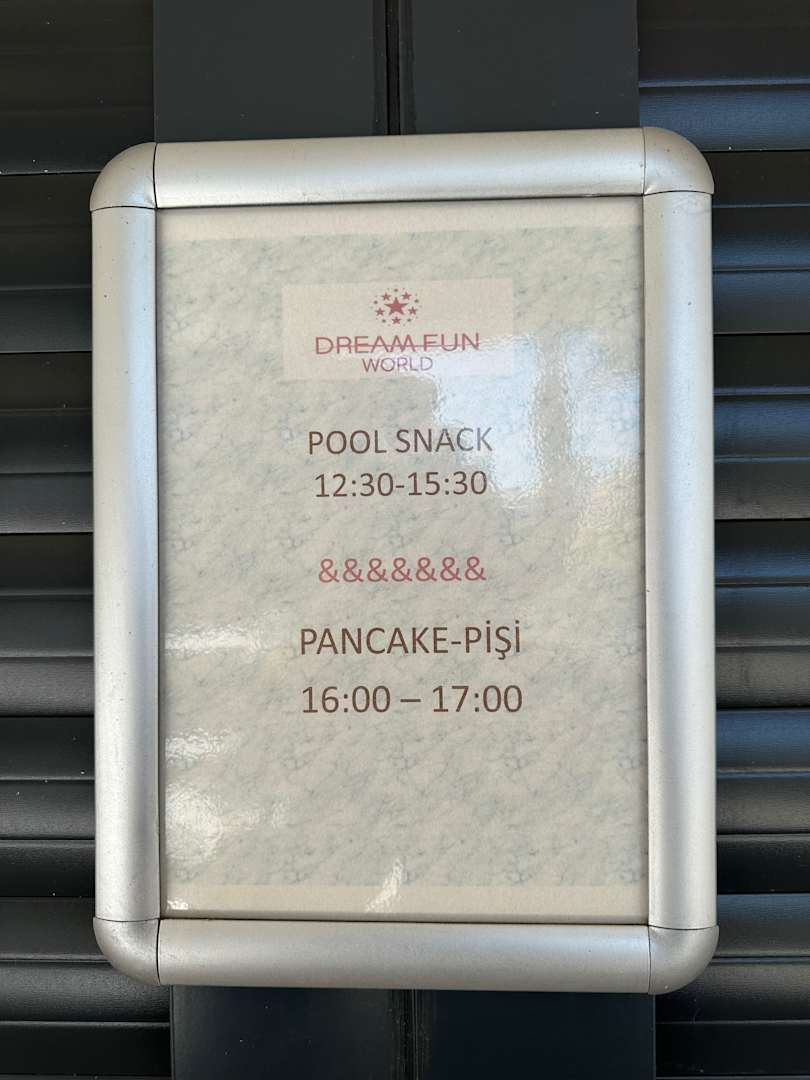 DREAM FUN
WORLD
POOL SNACK
12:30-15:30
&&&&&&&
PANCAKE-PİŞİ
16:00 – 17:00